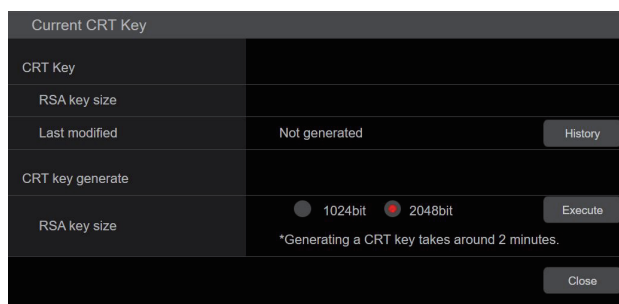 Current CRT Key
CRT Key
RSA key size
Last modified Not generated History
CRT key generate
RSA key size 1024bit 2048bit Execute
*Generating a CRT key takes around 2 minutes.
Close